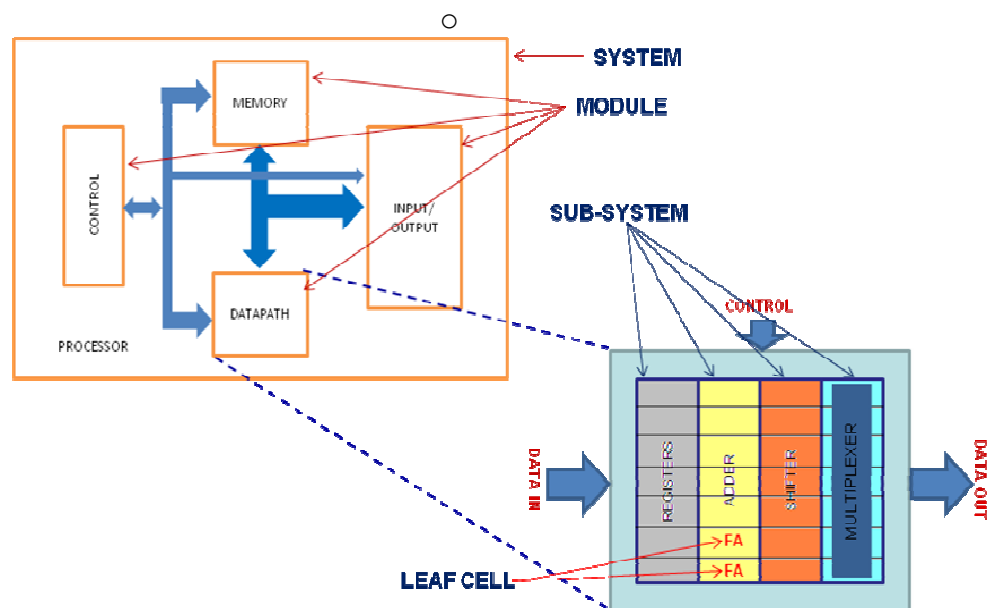 SYSTEM
MEMORY
MODULE
CONTROL
INPUT/
OUTPUT
SUB-SYSTEM
DATAPATH
CONTROL
PROCESSOR
DATA IN
REGISTERS
ADDER
SHIFTER
MULTIPLEXER
DATA OUT
FA
FA
LEAF CELL